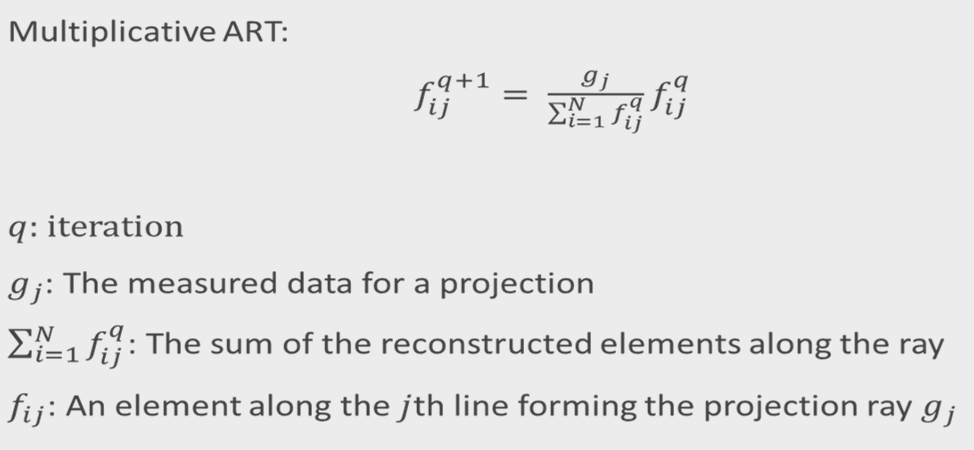 Multiplicative ART:
$f_{ij}^{q+1} = \frac{g_j}{\sum_{i=1}^{N} f_{ij}^{q}} f_{ij}^{q}$
$q$: iteration
$g_j$: The measured data for a projection
$\sum_{i=1}^{N} f_{ij}^{q}$: The sum of the reconstructed elements along the ray
$f_{ij}$: An element along the $j$th line forming the projection ray $g_j$